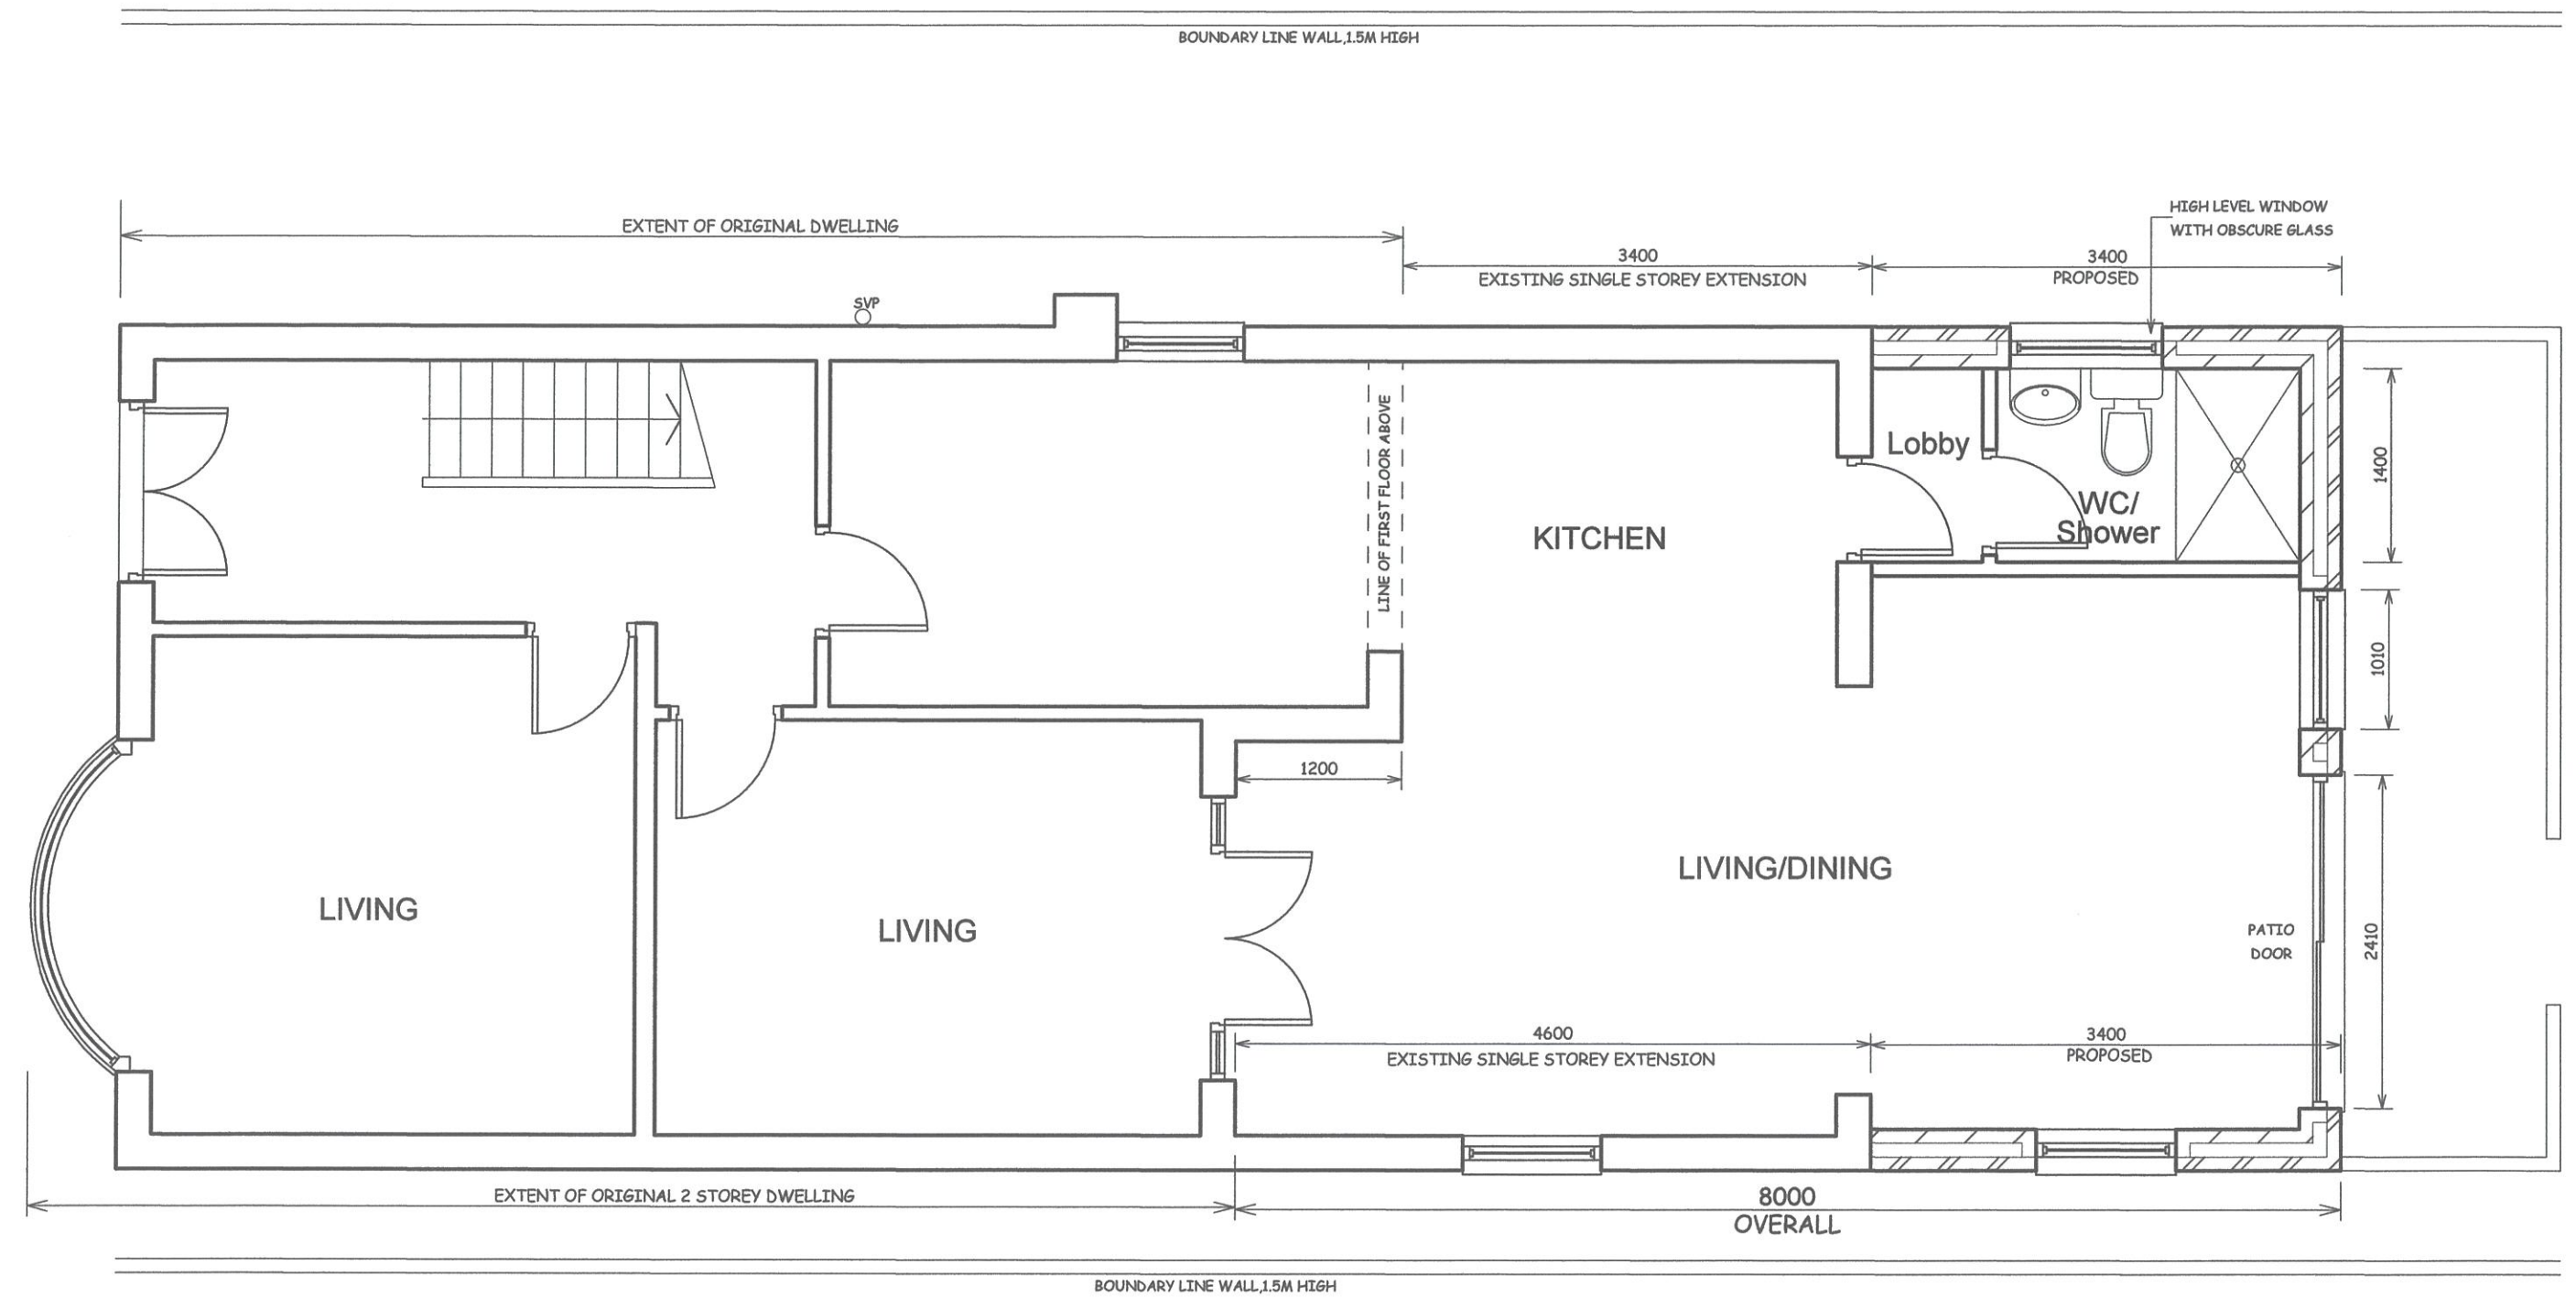 BOUNDARY LINE WALL,1.5M HIGH
HIGH LEVEL WINDOW
WITH OBSCURE GLASS
EXTENT OF ORIGINAL DWELLING
3400
EXISTING SINGLE STOREY EXTENSION
3400
PROPOSED
SVP
LINE OF FIRST FLOOR ABOVE
Lobby
WC/
Shower
1400
KITCHEN
1010
1200
LIVING/DINING
LIVING
LIVING
PATIO
DOOR
2410
4600
EXISTING SINGLE STOREY EXTENSION
3400
PROPOSED
EXTENT OF ORIGINAL 2 STOREY DWELLING
8000
OVERALL
BOUNDARY LINE WALL,1.5M HIGH